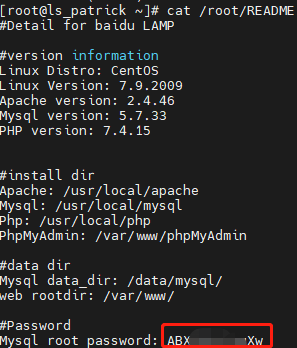 [root@ls_patrick ~]# cat /root/README
#Detail for baidu LAMP
#version information
Linux Distro: CentOS
Linux Version: 7.9.2009
Apache version: 2.4.46
Mysql version: 5.7.33
PHP version: 7.4.15
#install dir
Apache: /usr/local/apache
Mysql: /usr/local/mysql
Php: /usr/local/php
PhpMyAdmin: /var/www/phpMyAdmin
#data dir
Mysql data_dir: /data/mysql/
web rootdir: /var/www/
#Password
Mysql root password: